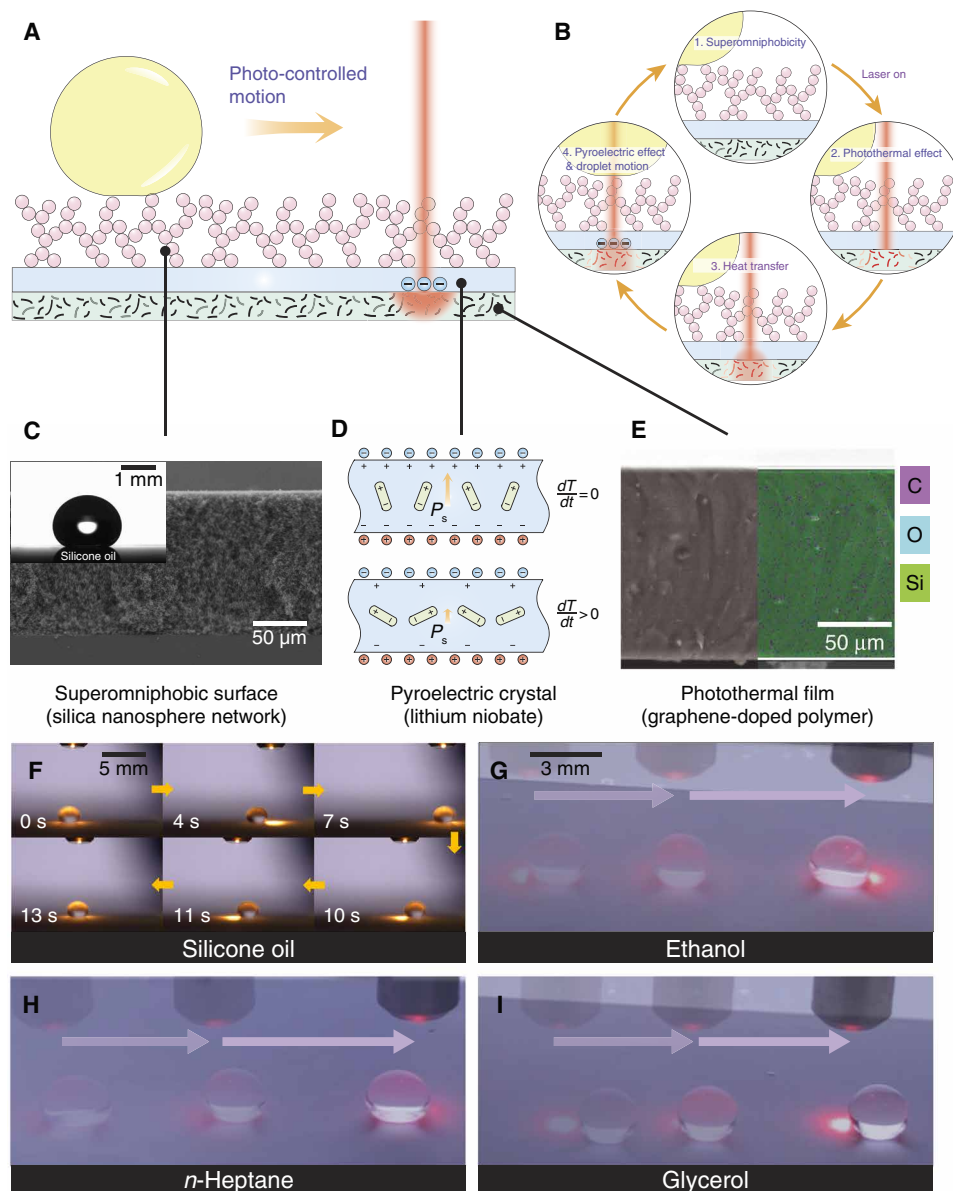 A
Photo-controlled
motion
B
1. Superomniphobicity
Laser on
2. Photothermal effect
3. Heat transfer
4. Pyroelectric effect
& droplet motion
C
1 mm
Silicone oil
50 µm
Superomniphobic surface
(silica nanosphere network)
D
Ps
dT/dt = 0
Ps
dT/dt > 0
Pyroelectric crystal
(lithium niobate)
E
C
O
Si
50 µm
Photothermal film
(graphene-doped polymer)
F
5 mm
0 s
4 s
7 s
13 s
11 s
10 s
Silicone oil
G
3 mm
Ethanol
H
n-Heptane
I
Glycerol